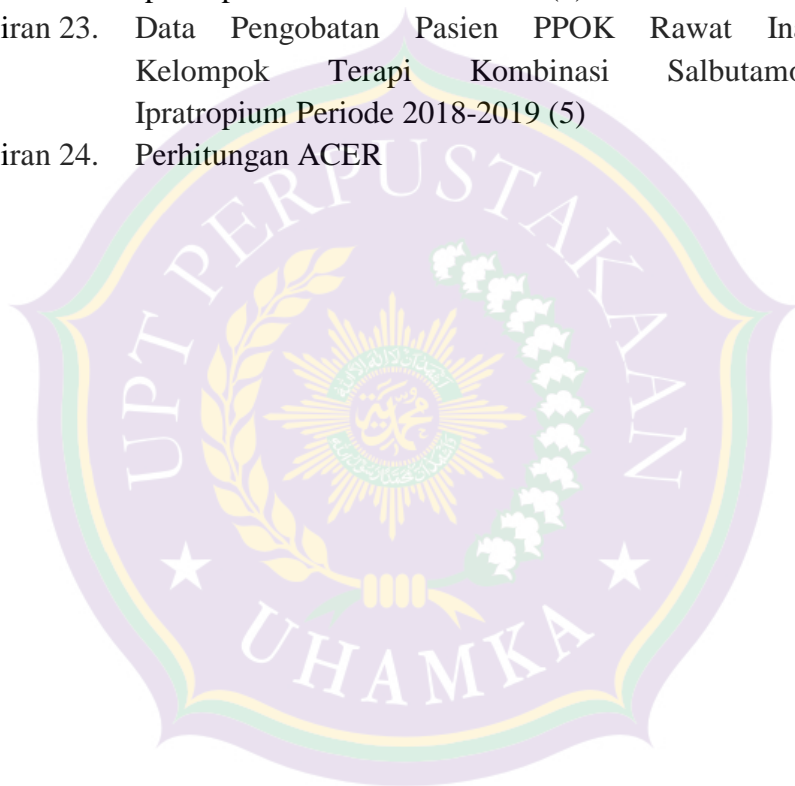 iran 23. Data Pengobatan Pasien PPOK Rawat Ina
Kelompok Terapi Kombinasi Salbutamo
Ipratropium Periode 2018-2019 (5)
iran 24. Perhitungan ACER
UPT PERPUSTAKAAN
UHAMKA